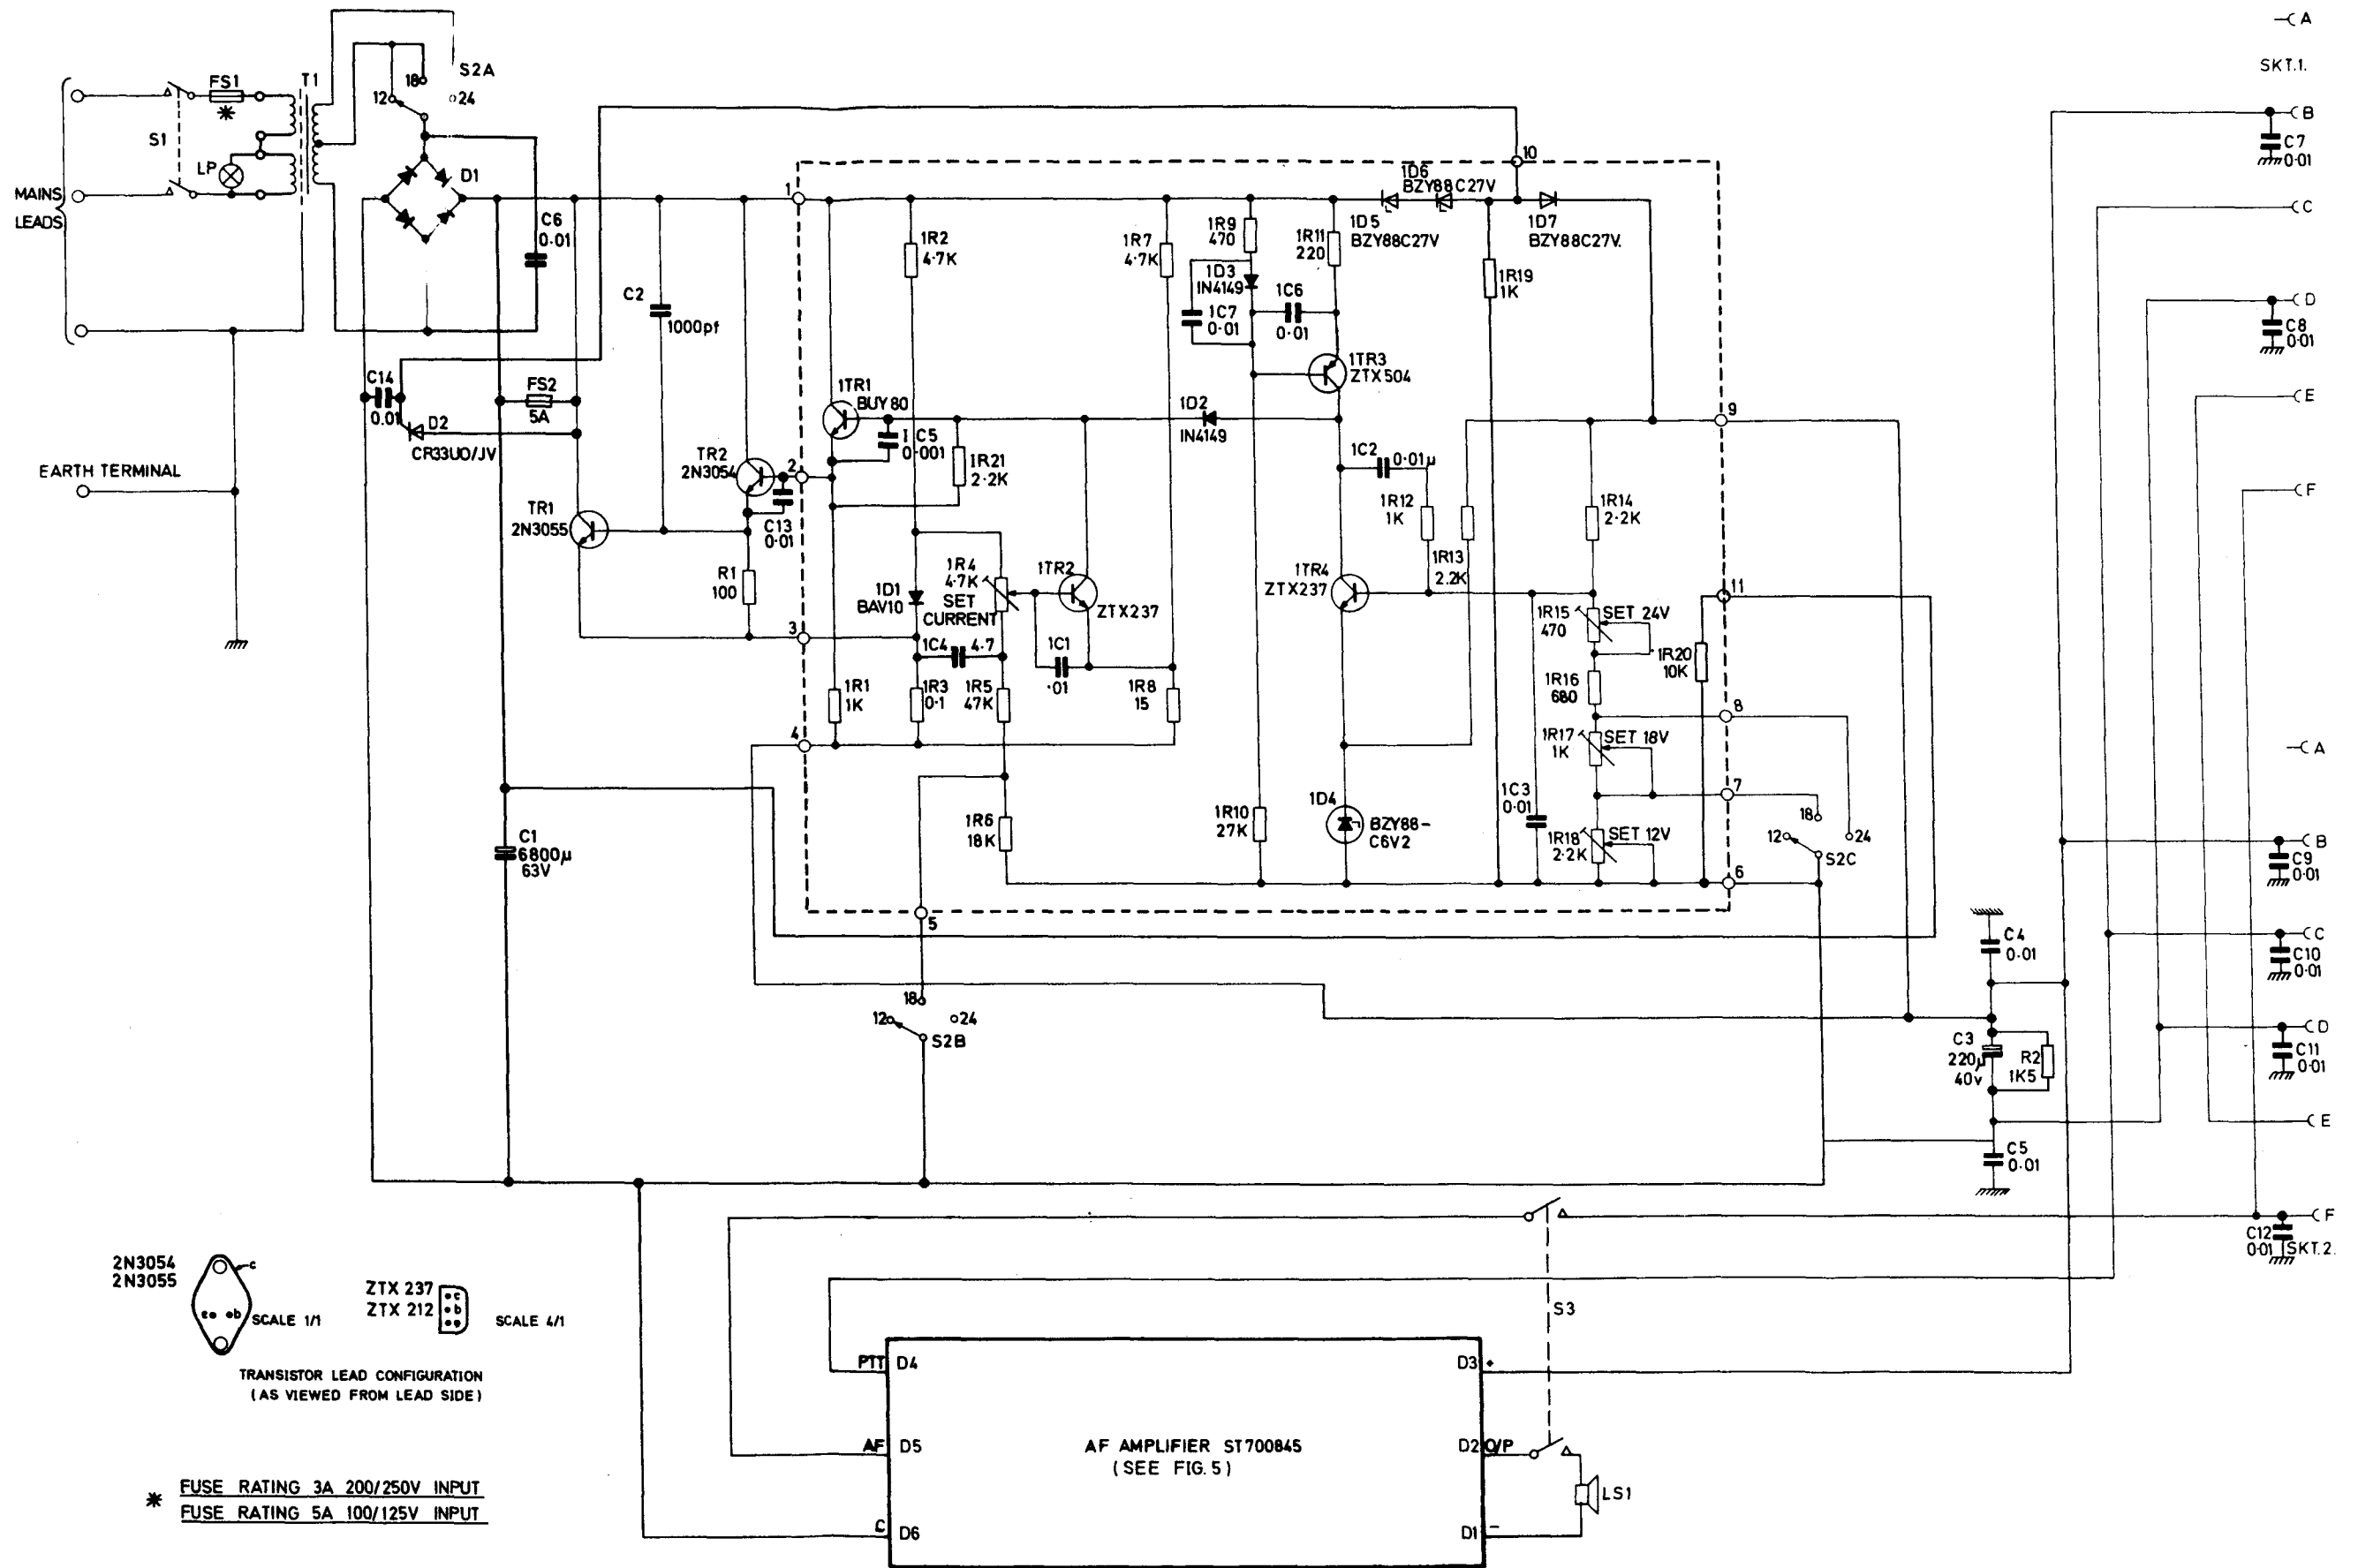 A
SKT.1.
FS1
T1
S2A
18
12
24
S1
LP
D1
MAINS
LEADS
C6
0·01
1
10
1D6
BZY88C27V
1D5
BZY88C27V
1D7
BZY88C27V.
B
C7
0·01
C
1R2
4·7K
1R7
4·7K
1R9
470
1R11
220
1D3
IN4149
1C7
0·01
1C6
0·01
1R19
1K
C2
1000pf
D
C8
0·01
C14
0.01
FS2
5A
D2
CR33UO/JV
1TR1
BUY80
1TR3
ZTX504
1D2
IN4149
9
E
EARTH TERMINAL
TR2
2N3054
2
1C5
0·001
1R21
2·2K
1C2
0·01µ
F
TR1
2N3055
C13
0·01
1R12
1K
1R13
2.2K
1R14
2·2K
R1
100
1D1
BAV10
1R4
4·7K
SET
CURRENT
1TR2
ZTX237
1TR4
ZTX237
1R15
470
SET 24V
11
3
1C4
4·7
1C1
·01
1R20
10K
1R1
1K
1R3
0·1
1R5
47K
1R8
15
1R16
680
8
4
1R17
1K
SET 18V
A
7
C1
6800µ
63V
1R6
18K
1R10
27K
1D4
BZY88-
C6V2
1C3
0·01
1R18
2·2K
SET 12V
18
12
24
S2C
6
B
C9
0·01
5
C4
0·01
C
C10
0·01
18
12
24
S2B
C3
220µ
40v
R2
1K5
D
C11
0·01
E
C5
0·01
F
C12
0·01
SKT.2.
2N3054
2N3055
c
e
b
SCALE 1/1
ZTX 237
ZTX 212
c
b
e
SCALE 4/1
TRANSISTOR LEAD CONFIGURATION
(AS VIEWED FROM LEAD SIDE)
S3
PTT
D4
D3
+
AF
D5
AF AMPLIFIER ST700845
(SEE FIG. 5)
D2
O/P
LS1
C
D6
D1
-
* FUSE RATING 3A 200/250V INPUT
FUSE RATING 5A 100/125V INPUT